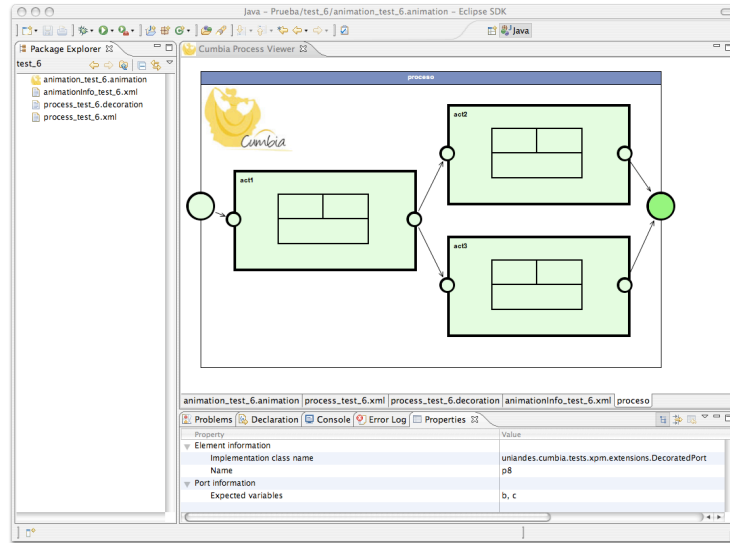 Java - Prueba/test_6/animation_test_6.animation - Eclipse SDK
Java
Package Explorer
Cumbia Process Viewer
test_6
animation_test_6.animation
animationInfo_test_6.xml
process_test_6.decoration
process_test_6.xml
proceso
Cumbia
act1
act2
act3
animation_test_6.animation process_test_6.xml process_test_6.decoration animationInfo_test_6.xml proceso
Problems Declaration Console Error Log Properties
Property Value
Element information
Implementation class name uniandes.cumbia.tests.xpm.extensions.DecoratedPort
Name p8
Port information
Expected variables b, c